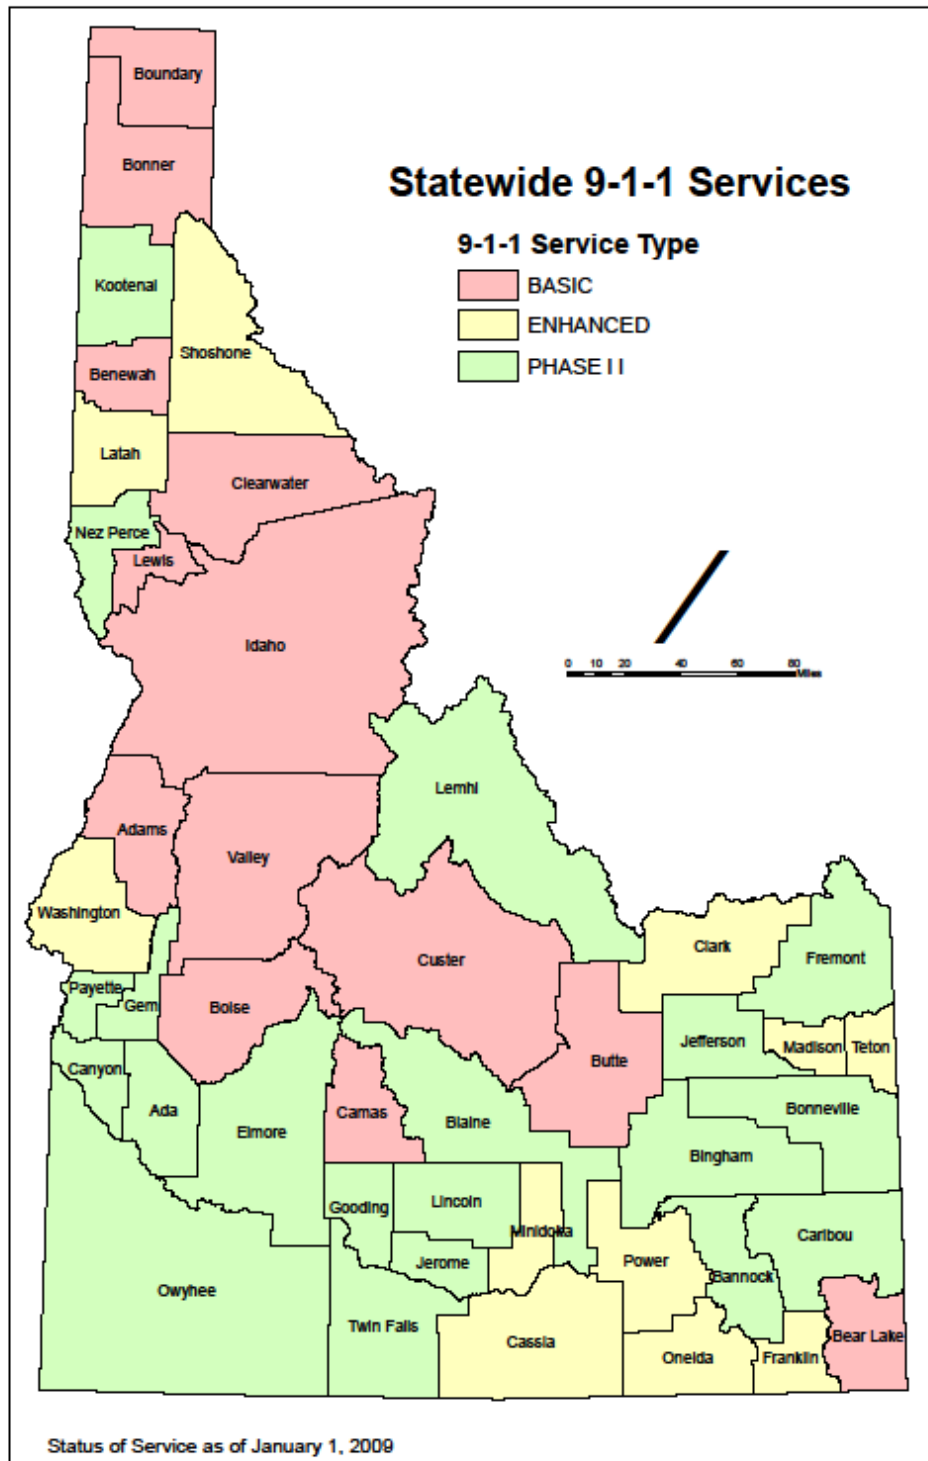 Boundary
Bonner
Statewide 9-1-1 Services
9-1-1 Service Type
BASIC
ENHANCED
PHASE I I
Kootenai
Shoshone
Benewah
Latah
Clearwater
Nez Perce
Lewis
Idaho
0 10 20 40 60 80
Miles
Lemhi
Adams
Valley
Washington
Clark
Fremont
Custer
Payette
Gem
Boise
Jefferson
Madison
Teton
Butte
Canyon
Ada
Elmore
Camas
Blaine
Bonneville
Bingham
Gooding
Lincoln
Minidoka
Caribou
Power
Jerome
Bannock
Owyhee
Twin Falls
Cassia
Oneida
Franklin
Bear Lake
Status of Service as of January 1, 2009